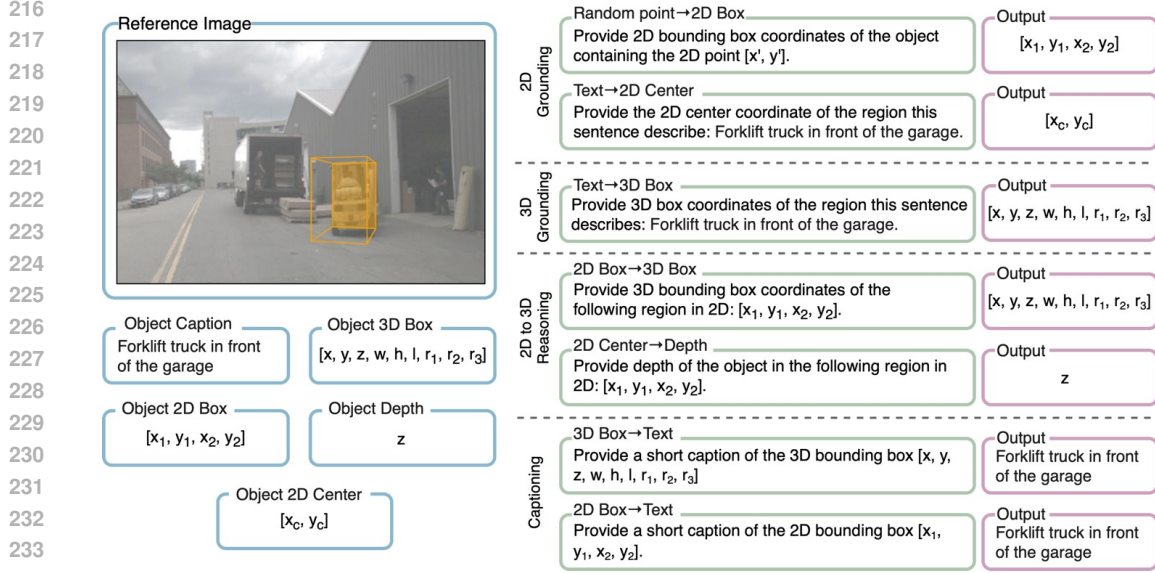 216
217
218
219
220
221
222
223
224
225
226
227
228
229
230
231
232
233
Reference Image
Object Caption
Forklift truck in front
of the garage
Object 3D Box
[x, y, z, w, h, l, r₁, r₂, r₃]
Object 2D Box
[x₁, y₁, x₂, y₂]
Object Depth
z
Object 2D Center
[x꜀, y꜀]
2D
Grounding
Random point→2D Box
Provide 2D bounding box coordinates of the object
containing the 2D point [x', y'].
Output
[x₁, y₁, x₂, y₂]
Text→2D Center
Provide the 2D center coordinate of the region this
sentence describe: Forklift truck in front of the garage.
Output
[x꜀, y꜀]
3D
Grounding
Text→3D Box
Provide 3D box coordinates of the region this sentence
describes: Forklift truck in front of the garage.
Output
[x, y, z, w, h, l, r₁, r₂, r₃]
2D to 3D
Reasoning
2D Box→3D Box
Provide 3D bounding box coordinates of the
following region in 2D: [x₁, y₁, x₂, y₂].
Output
[x, y, z, w, h, l, r₁, r₂, r₃]
2D Center→Depth
Provide depth of the object in the following region in
2D: [x₁, y₁, x₂, y₂].
Output
z
Captioning
3D Box→Text
Provide a short caption of the 3D bounding box [x, y,
z, w, h, l, r₁, r₂, r₃]
Output
Forklift truck in front
of the garage
2D Box→Text
Provide a short caption of the 2D bounding box [x₁,
y₁, x₂, y₂].
Output
Forklift truck in front
of the garage